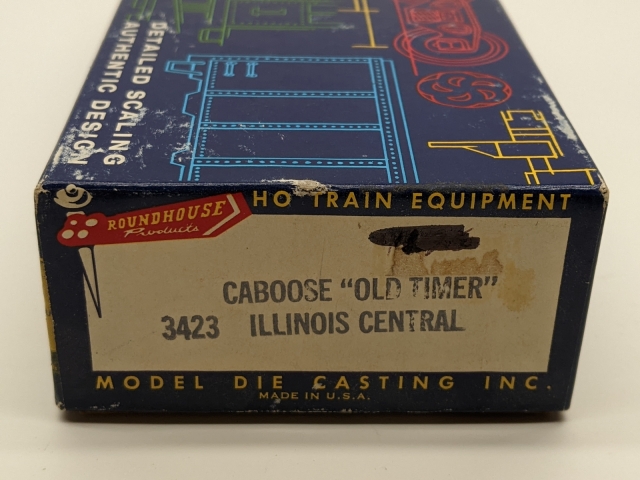 DETAILED SCALING
AUTHENTIC DESIGN
ROUNDHOUSE
Products
HO TRAIN EQUIPMENT
CABOOSE "OLD TIMER"
3423 ILLINOIS CENTRAL
MODEL DIE CASTING INC.
MADE IN U.S.A.